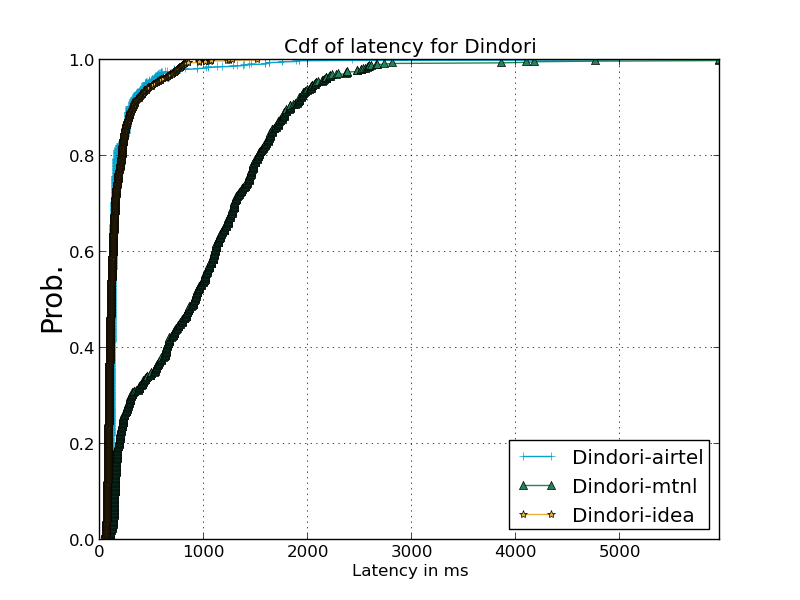 Cdf of latency for Dindori
1.0
0.8
0.6
0.4
0.2
0.0
Prob.
0
1000
2000
3000
4000
5000
Latency in ms
Dindori-airtel
Dindori-mtnl
Dindori-idea